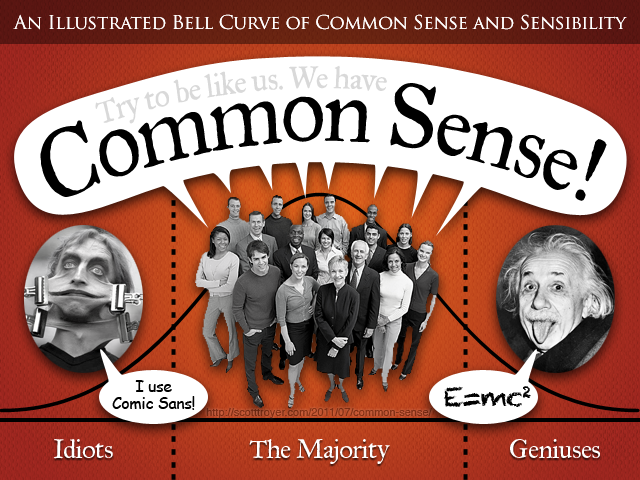 An Illustrated Bell Curve of Common Sense and Sensibility
Try to be like us. We have
Common Sense!
I use
Comic Sans!
E=mc²
http://scotttroyer.com/2011/07/common-sense/
Idiots
The Majority
Geniuses